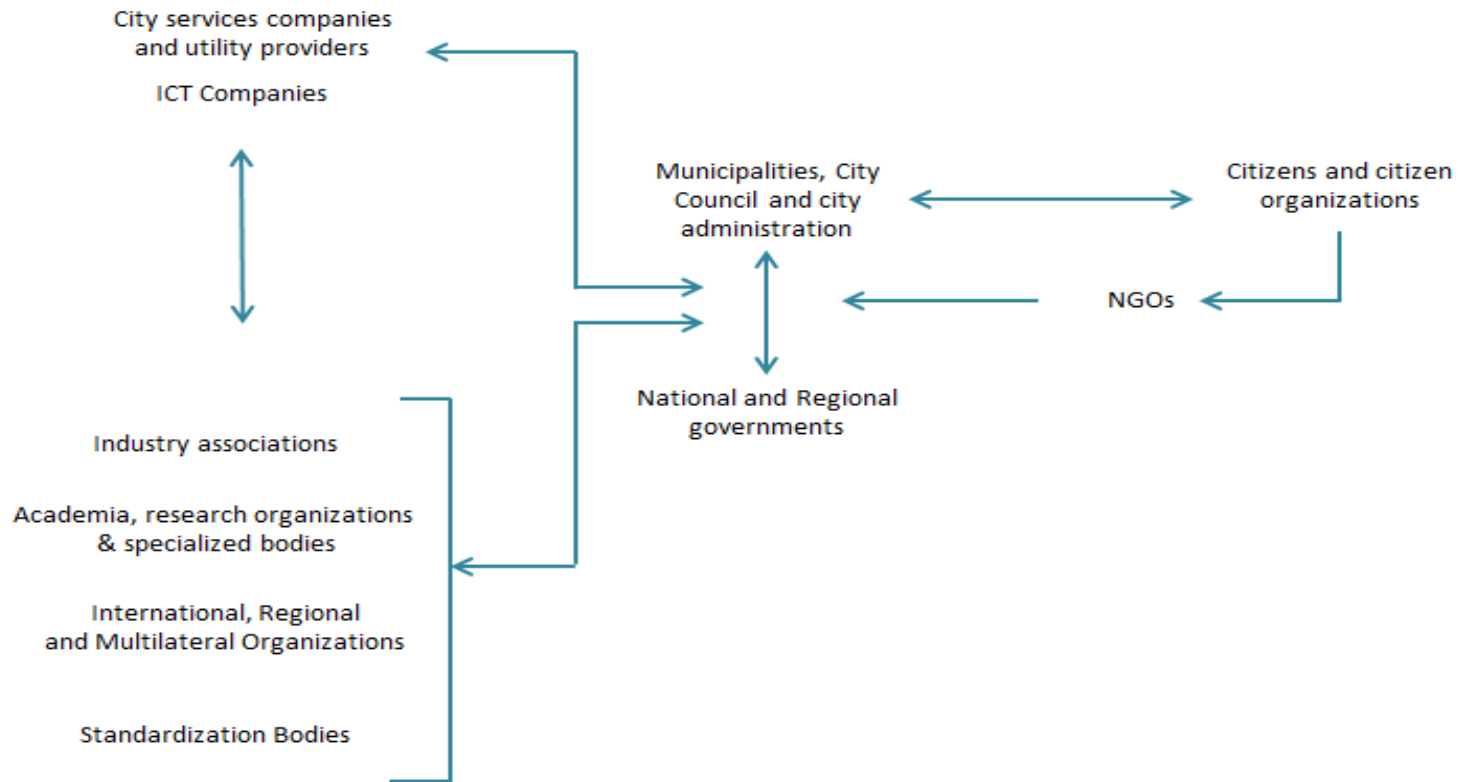 City services companies
and utility providers
ICT Companies
Municipalities, City
Council and city
administration
Citizens and citizen
organizations
NGOs
National and Regional
governments
Industry associations
Academia, research organizations
& specialized bodies
International, Regional
and Multilateral Organizations
Standardization Bodies